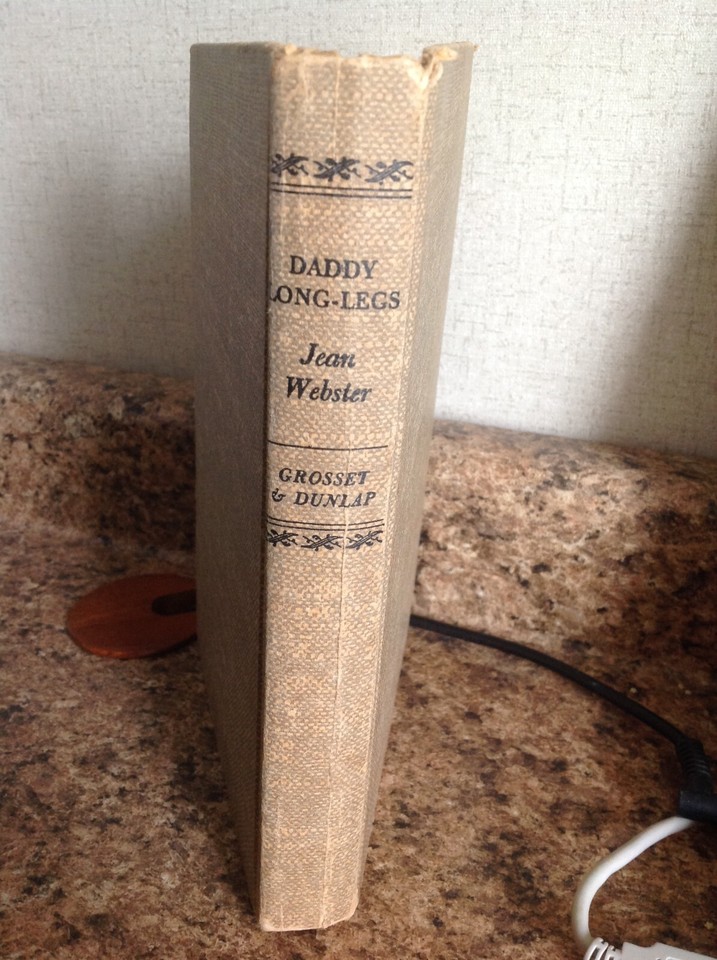 DADDY
LONG-LEGS
Jean
Webster
GROSSET
& DUNLAP